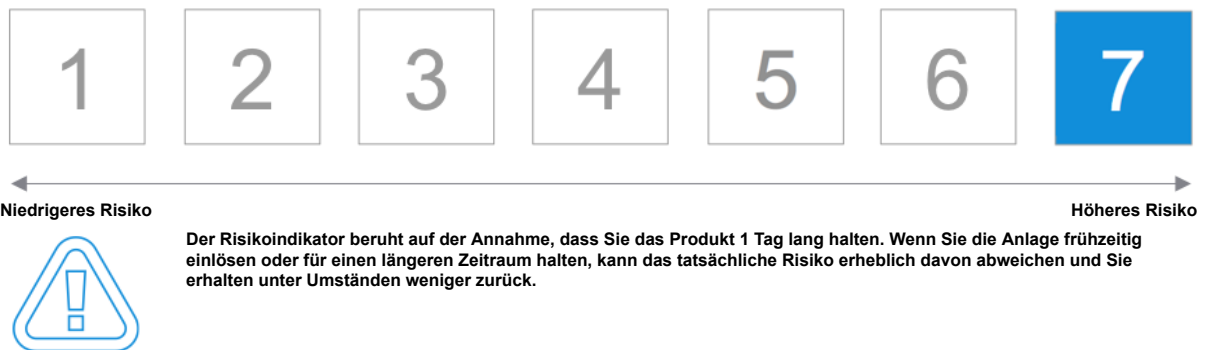 1 2 3 4 5 6 7
Niedrigeres Risiko Höheres Risiko
Der Risikoindikator beruht auf der Annahme, dass Sie das Produkt 1 Tag lang halten. Wenn Sie die Anlage frühzeitig
einlösen oder für einen längeren Zeitraum halten, kann das tatsächliche Risiko erheblich davon abweichen und Sie
erhalten unter Umständen weniger zurück.